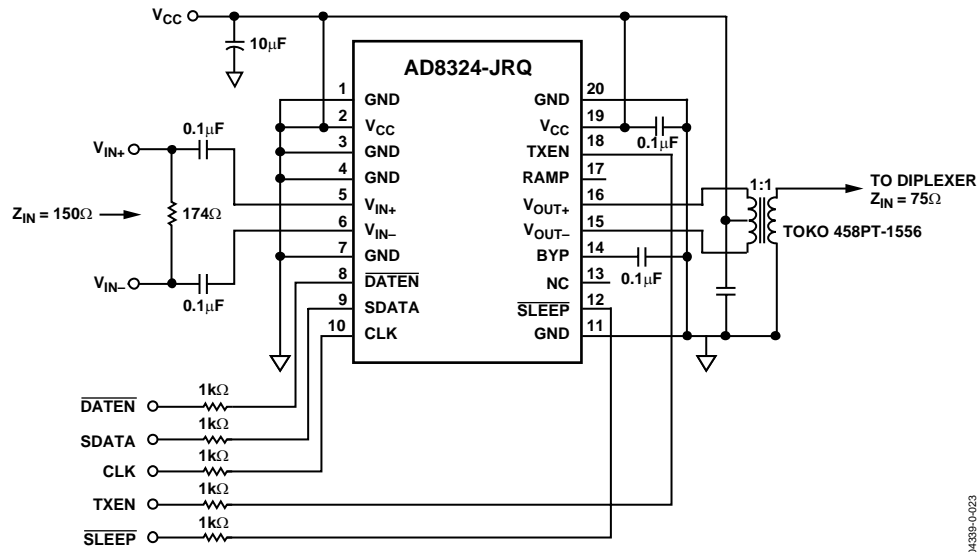 VCC
10μF
AD8324-JRQ
1 GND
2 VCC
3 GND
4 GND
5 VIN+
6 VIN–
7 GND
8 DATEN
9 SDATA
10 CLK
GND 20
VCC 19
TXEN 18
RAMP 17
VOUT+ 16
VOUT– 15
BYP 14
NC 13
SLEEP 12
GND 11
0.1μF
VIN+
ZIN = 150Ω
174Ω
VIN–
0.1μF
0.1μF
0.1μF
1:1
TO DIPLEXER
ZIN = 75Ω
TOKO 458PT-1556
DATEN 1kΩ
SDATA 1kΩ
CLK 1kΩ
TXEN 1kΩ
SLEEP 1kΩ
04339-0-023